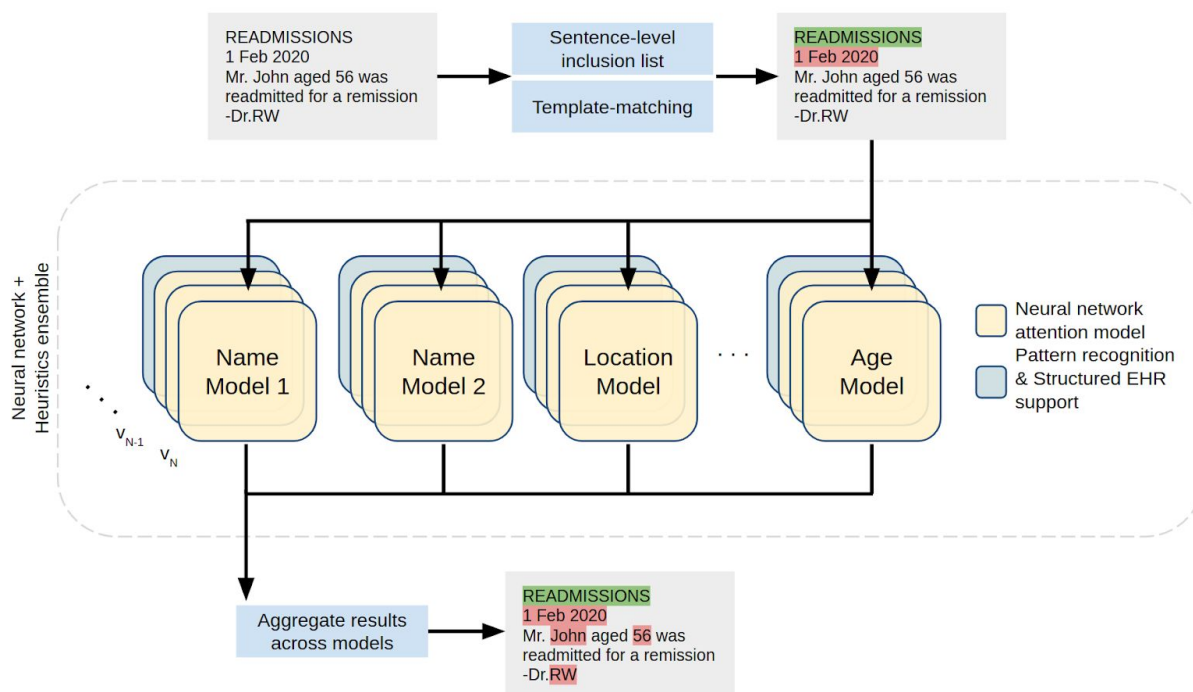 READMISSIONS
1 Feb 2020
Mr. John aged 56 was
readmitted for a remission
-Dr.RW
Sentence-level
inclusion list
Template-matching
READMISSIONS
1 Feb 2020
Mr. John aged 56 was
readmitted for a remission
-Dr.RW
Neural network +
Heuristics ensemble
Name
Model 1
Name
Model 2
Location
Model
. . .
Age
Model
Neural network
attention model
Pattern recognition
& Structured EHR
support
. . .
VN-1
VN
Aggregate results
across models
READMISSIONS
1 Feb 2020
Mr. John aged 56 was
readmitted for a remission
-Dr.RW